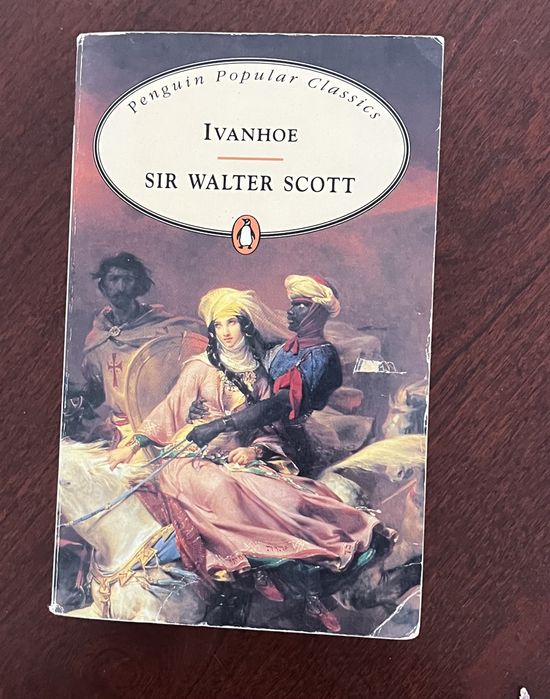 Penguin Popular Classics
IVANHOE
SIR WALTER SCOTT